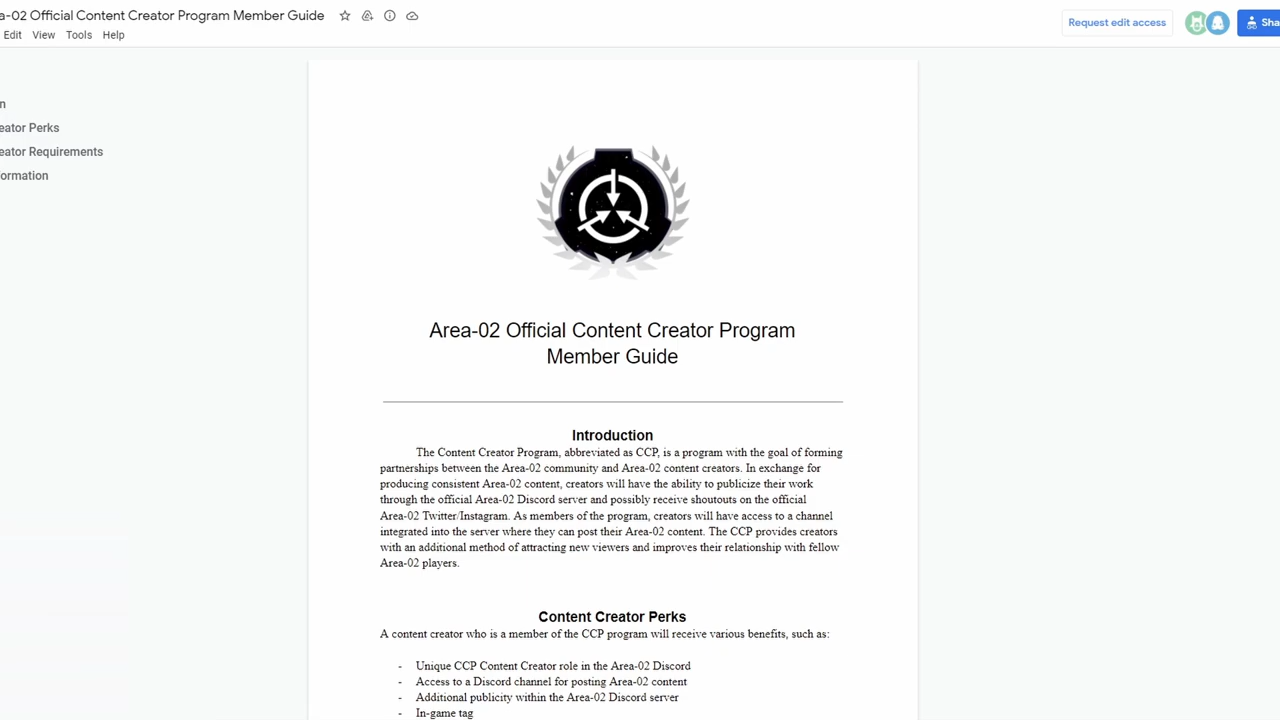 a-02 Official Content Creator Program Member Guide
Edit View Tools Help
Request edit access
Sha
n
eator Perks
eator Requirements
ormation
Area-02 Official Content Creator Program
Member Guide
Introduction
The Content Creator Program, abbreviated as CCP, is a program with the goal of forming
partnerships between the Area-02 community and Area-02 content creators. In exchange for
producing consistent Area-02 content, creators will have the ability to publicize their work
through the official Area-02 Discord server and possibly receive shoutouts on the official
Area-02 Twitter/Instagram. As members of the program, creators will have access to a channel
integrated into the server where they can post their Area-02 content. The CCP provides creators
with an additional method of attracting new viewers and improves their relationship with fellow
Area-02 players.
Content Creator Perks
A content creator who is a member of the CCP program will receive various benefits, such as:
- Unique CCP Content Creator role in the Area-02 Discord
- Access to a Discord channel for posting Area-02 content
- Additional publicity within the Area-02 Discord server
- In-game tag